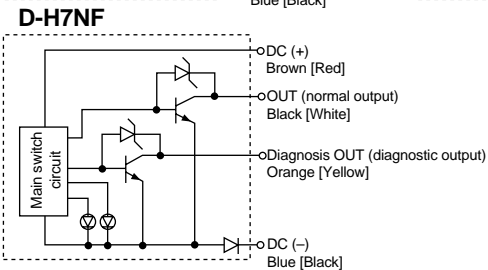 Blue [Black]
D-H7NF
DC (+)
Brown [Red]
OUT (normal output)
Black [White]
Diagnosis OUT (diagnostic output)
Orange [Yellow]
Main switch
circuit
DC (–)
Blue [Black]